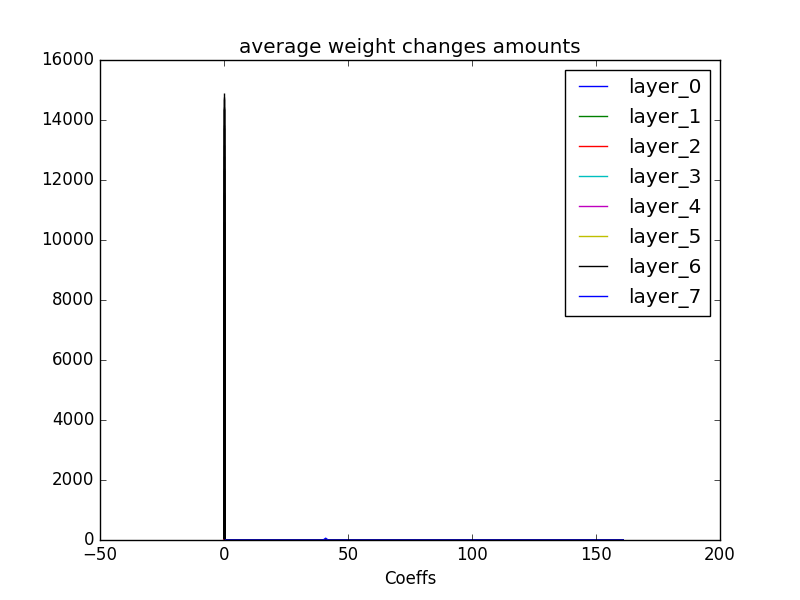 average weight changes amounts
16000
14000
12000
10000
8000
6000
4000
2000
0
layer_0
layer_1
layer_2
layer_3
layer_4
layer_5
layer_6
layer_7
−50 0 50 100 150 200
Coeffs